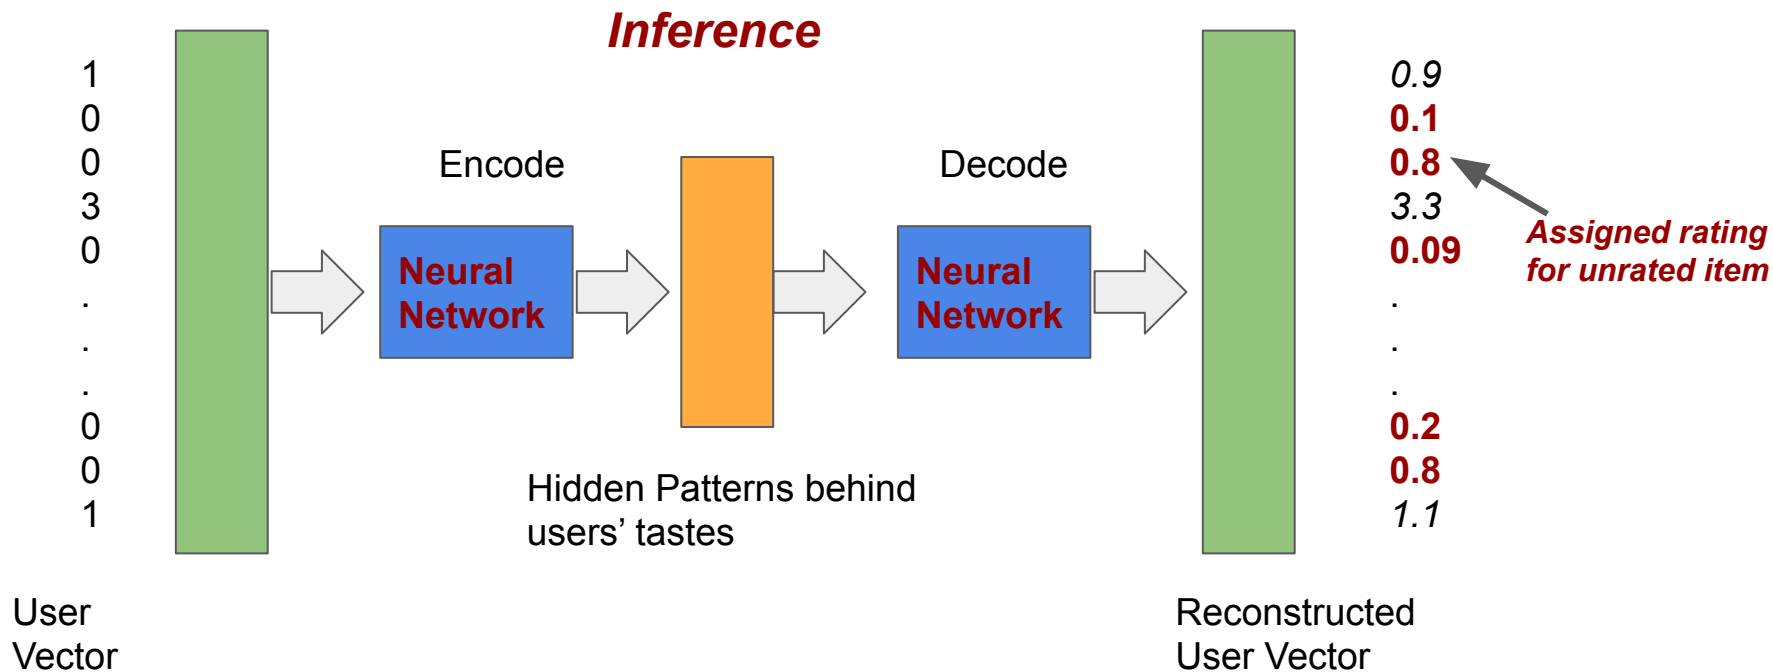 Inference
1
0
0
3
0
.
.
.
0
0
1
User
Vector
Encode
Neural
Network
Hidden Patterns behind
users’ tastes
Decode
Neural
Network
Reconstructed
User Vector
0.9
0.1
0.8
3.3
0.09
.
.
.
0.2
0.8
1.1
Assigned rating
for unrated item